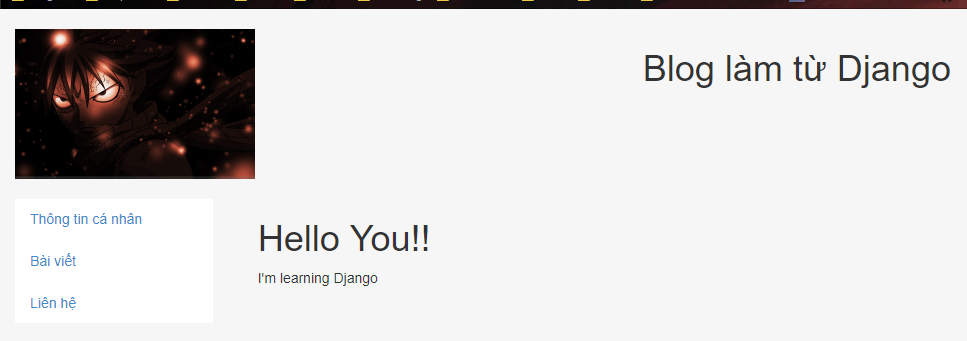 Blog làm từ Django
Thông tin cá nhân
Bài viết
Liên hệ
Hello You!!
I'm learning Django